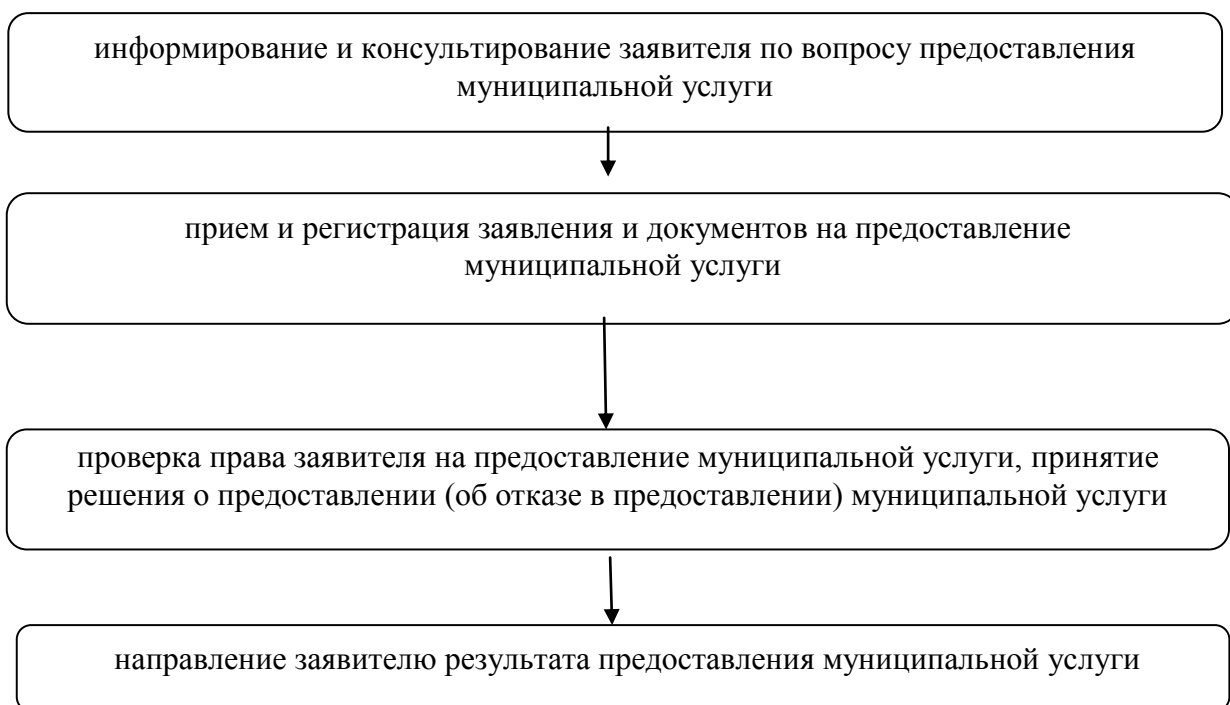 информирование и консультирование заявителя по вопросу предоставления
муниципальной услуги
прием и регистрация заявления и документов на предоставление
муниципальной услуги
проверка права заявителя на предоставление муниципальной услуги, принятие
решения о предоставлении (об отказе в предоставлении) муниципальной услуги
направление заявителю результата предоставления муниципальной услуги